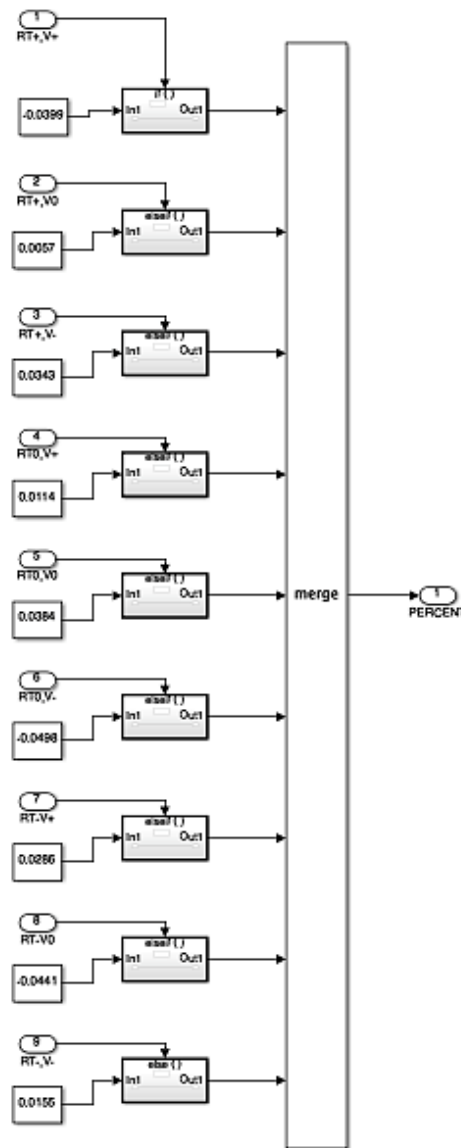 1
RT+,V+
if { }
-0.0399
In1 Out1
2
RT+,V0
elseif { }
0.0057
In1 Out1
3
RT+,V-
elseif { }
0.0343
In1 Out1
4
RT0,V+
elseif { }
0.0114
In1 Out1
5
RT0,V0
elseif { }
0.0384
In1 Out1
merge
1
PERCENT
6
RT0,V-
elseif { }
-0.0498
In1 Out1
7
RT-V+
elseif { }
0.0286
In1 Out1
8
RT-V0
elseif { }
-0.0441
In1 Out1
9
RT-,V-
else { }
0.0155
In1 Out1